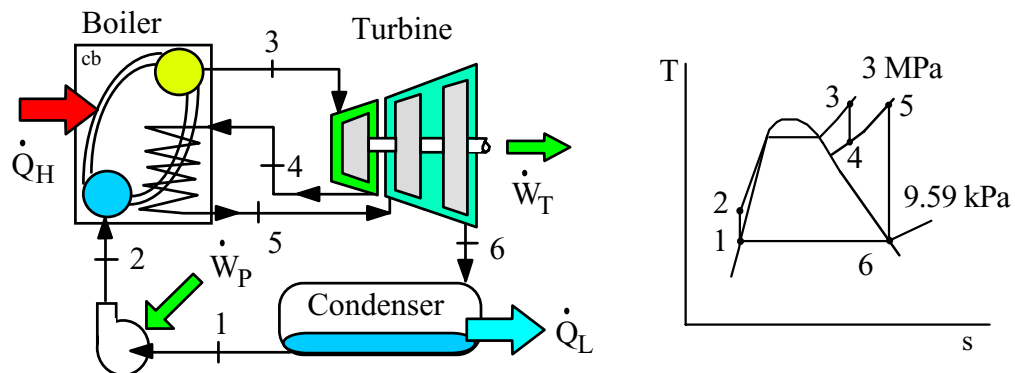 Boiler
Turbine
cb
3
Q̇H
4
ẆT
5
6
2
ẆP
Condenser
1
Q̇L
T
3 MPa
3
5
4
2
9.59 kPa
1
6
s